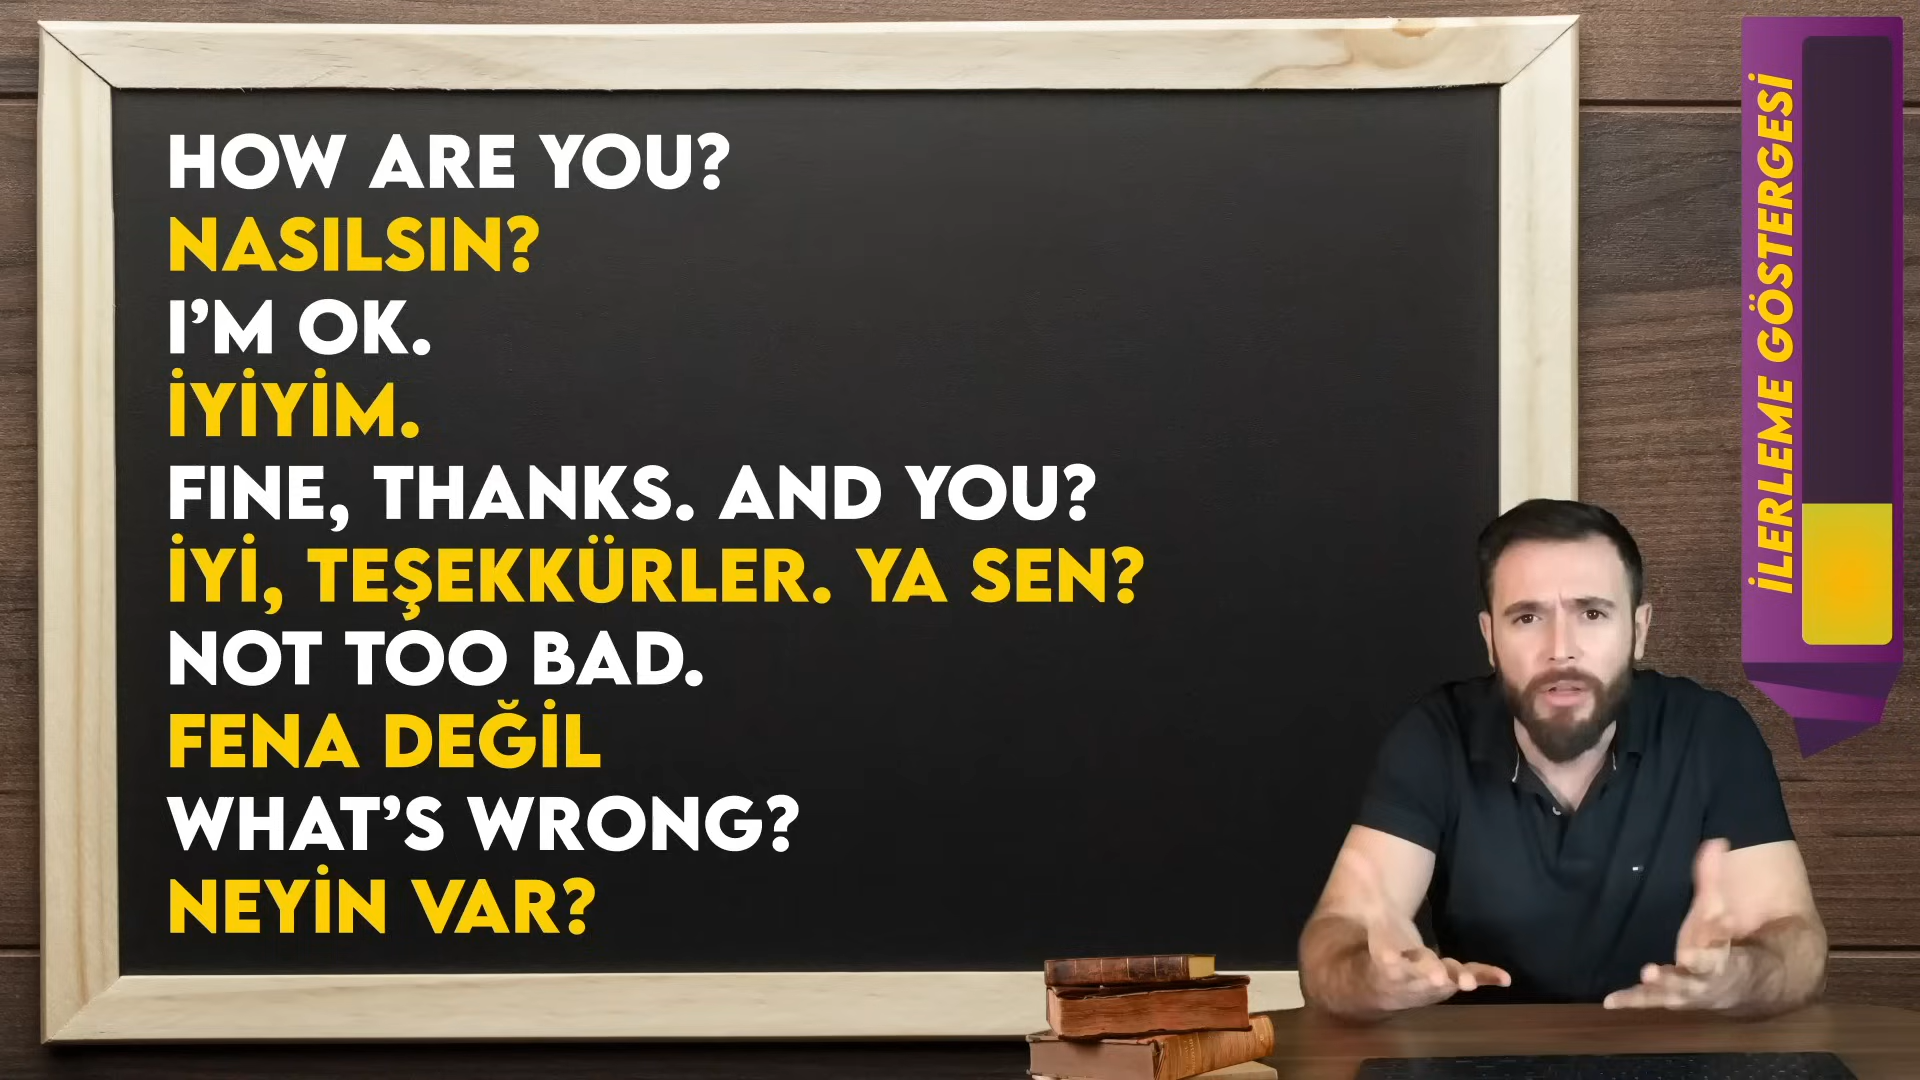 HOW ARE YOU?
NASILSIN?
I'M OK.
İYİYİM.
FINE, THANKS. AND YOU?
İYİ, TEŞEKKÜRLER. YA SEN?
NOT TOO BAD.
FENA DEĞİL
WHAT'S WRONG?
NEYİN VAR?
İLERLEME GÖSTERGESİ